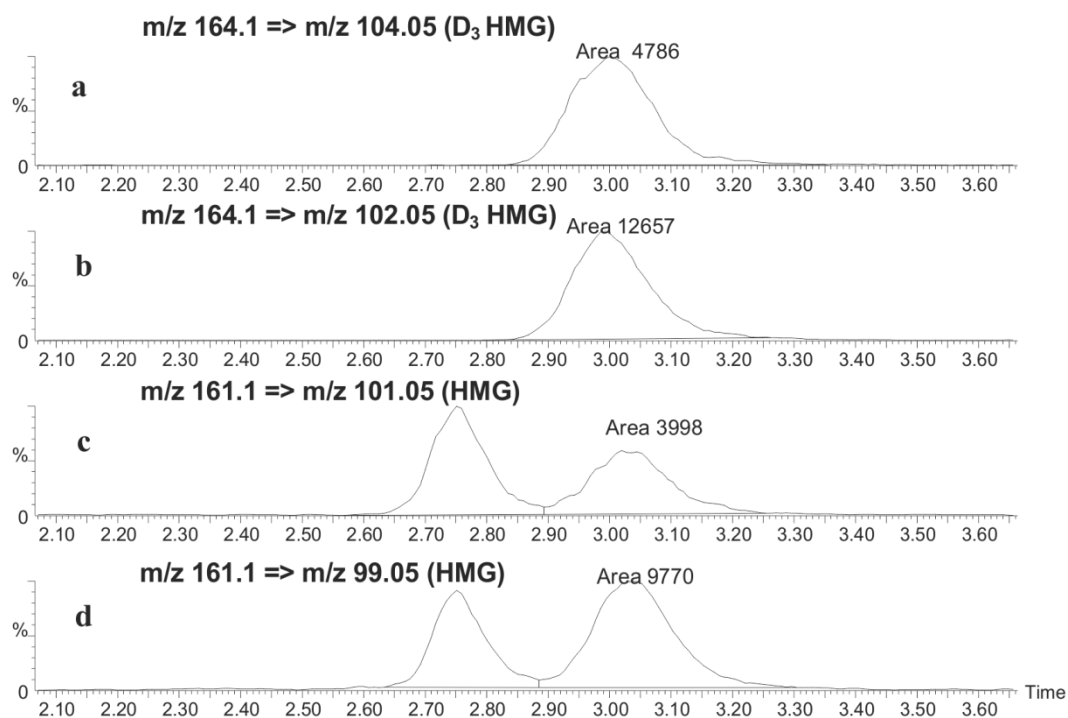 m/z 164.1 => m/z 104.05 (D₃ HMG)
Area 4786
a
%
0
2.10 2.20 2.30 2.40 2.50 2.60 2.70 2.80 2.90 3.00 3.10 3.20 3.30 3.40 3.50 3.60
m/z 164.1 => m/z 102.05 (D₃ HMG)
Area 12657
b
%
0
2.10 2.20 2.30 2.40 2.50 2.60 2.70 2.80 2.90 3.00 3.10 3.20 3.30 3.40 3.50 3.60
m/z 161.1 => m/z 101.05 (HMG)
Area 3998
c
%
0
2.10 2.20 2.30 2.40 2.50 2.60 2.70 2.80 2.90 3.00 3.10 3.20 3.30 3.40 3.50 3.60
m/z 161.1 => m/z 99.05 (HMG)
Area 9770
d
%
0
Time
2.10 2.20 2.30 2.40 2.50 2.60 2.70 2.80 2.90 3.00 3.10 3.20 3.30 3.40 3.50 3.60